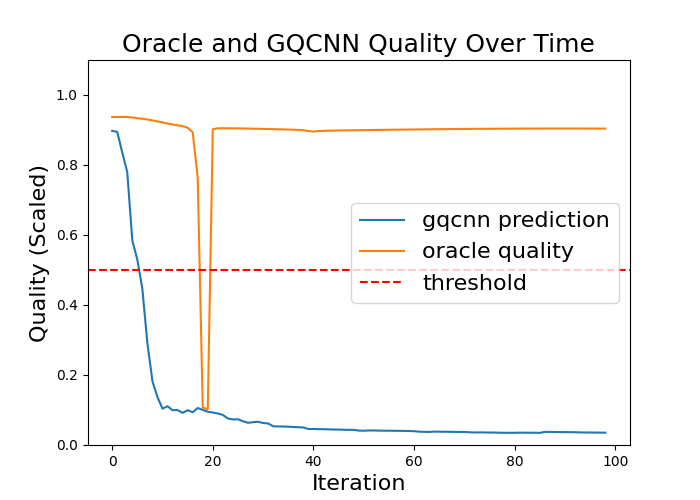 Oracle and GQCNN Quality Over Time
Quality (Scaled)
1.0
0.8
0.6
0.4
0.2
0.0
gqcnn prediction
oracle quality
threshold
0 20 40 60 80 100
Iteration